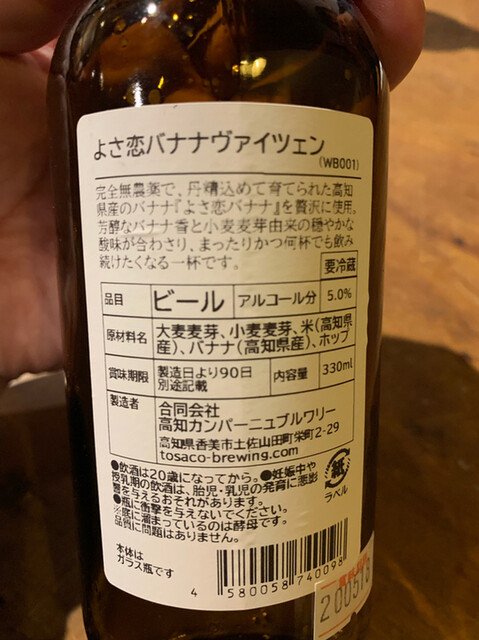 よさ恋バナナヴァイツェン
(WB001)
完全無農薬で、丹精込めて育てられた高知
県産のバナナ『よさ恋バナナ』を贅沢に使用。
芳醇なバナナ香と小麦麦芽由来の穏やかな
酸味が合わさり、まったりかつ何杯でも飲み
続けたくなる一杯です。
要冷蔵
品目 ビール アルコール分 5.0%
原材料名 大麦麦芽、小麦麦芽、米(高知県
産)、バナナ(高知県産)、ホップ
賞味期限 製造日より90日
別途記載
内容量 330ml
製造者 合同会社
高知カンパーニュブルワリー
高知県香美市土佐山田町栄町2-29
tosaco-brewing.com
●飲酒は20歳になってから。●妊娠中や
授乳期の飲酒は、胎児・乳児の発育に悪影
響を与えるおそれがあります。
●瓶に衝撃を与えないでください。
※底に溜まっているのは酵母です。
品質に問題はありません。
紙
ラベル
本体は
ガラス瓶です
4 580058 740098
200518